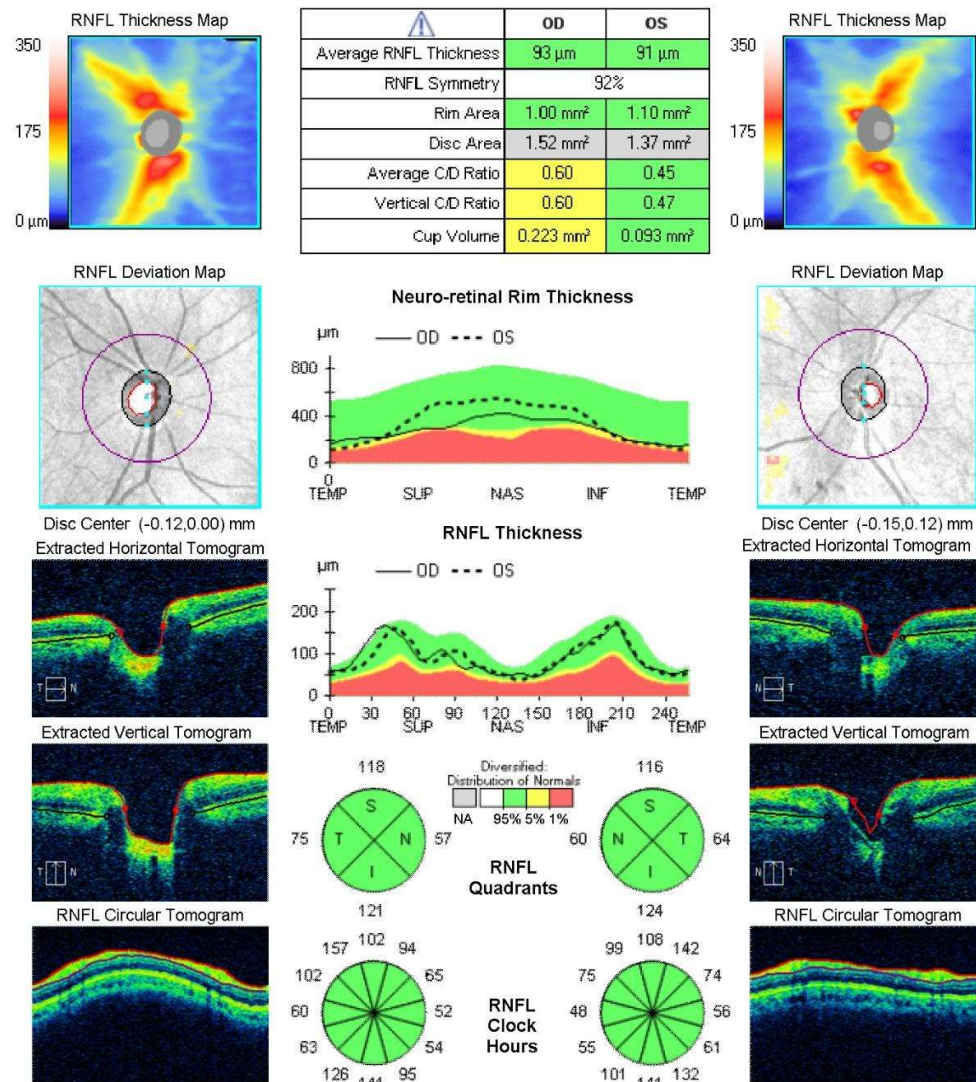 RNFL Thickness Map
350
175
0 µm
OD OS
Average RNFL Thickness 93 µm 91 µm
RNFL Symmetry 92%
Rim Area 1.00 mm² 1.10 mm²
Disc Area 1.52 mm² 1.37 mm²
Average C/D Ratio 0.60 0.45
Vertical C/D Ratio 0.60 0.47
Cup Volume 0.223 mm³ 0.093 mm³
RNFL Thickness Map
350
175
0 µm
RNFL Deviation Map
Disc Center (-0.12,0.00) mm
Neuro-retinal Rim Thickness
µm
OD OS
800
400
0
0
TEMP SUP NAS INF TEMP
RNFL Deviation Map
Disc Center (-0.15,0.12) mm
Extracted Horizontal Tomogram
T N
RNFL Thickness
µm
OD OS
200
100
0
0 30 60 90 120 150 180 210 240
TEMP SUP NAS INF TEMP
Extracted Horizontal Tomogram
N T
Extracted Vertical Tomogram
T N
Diversified:
Distribution of Normals
NA 95% 5% 1%
118
S
75 T N 57
I
121
RNFL
Quadrants
116
S
60 N T 64
I
124
Extracted Vertical Tomogram
N T
RNFL Circular Tomogram
157 102 94
102 65
60 52
63 54
126 141 95
RNFL
Clock
Hours
99 108 142
75 74
48 56
55 61
101 141 132
RNFL Circular Tomogram